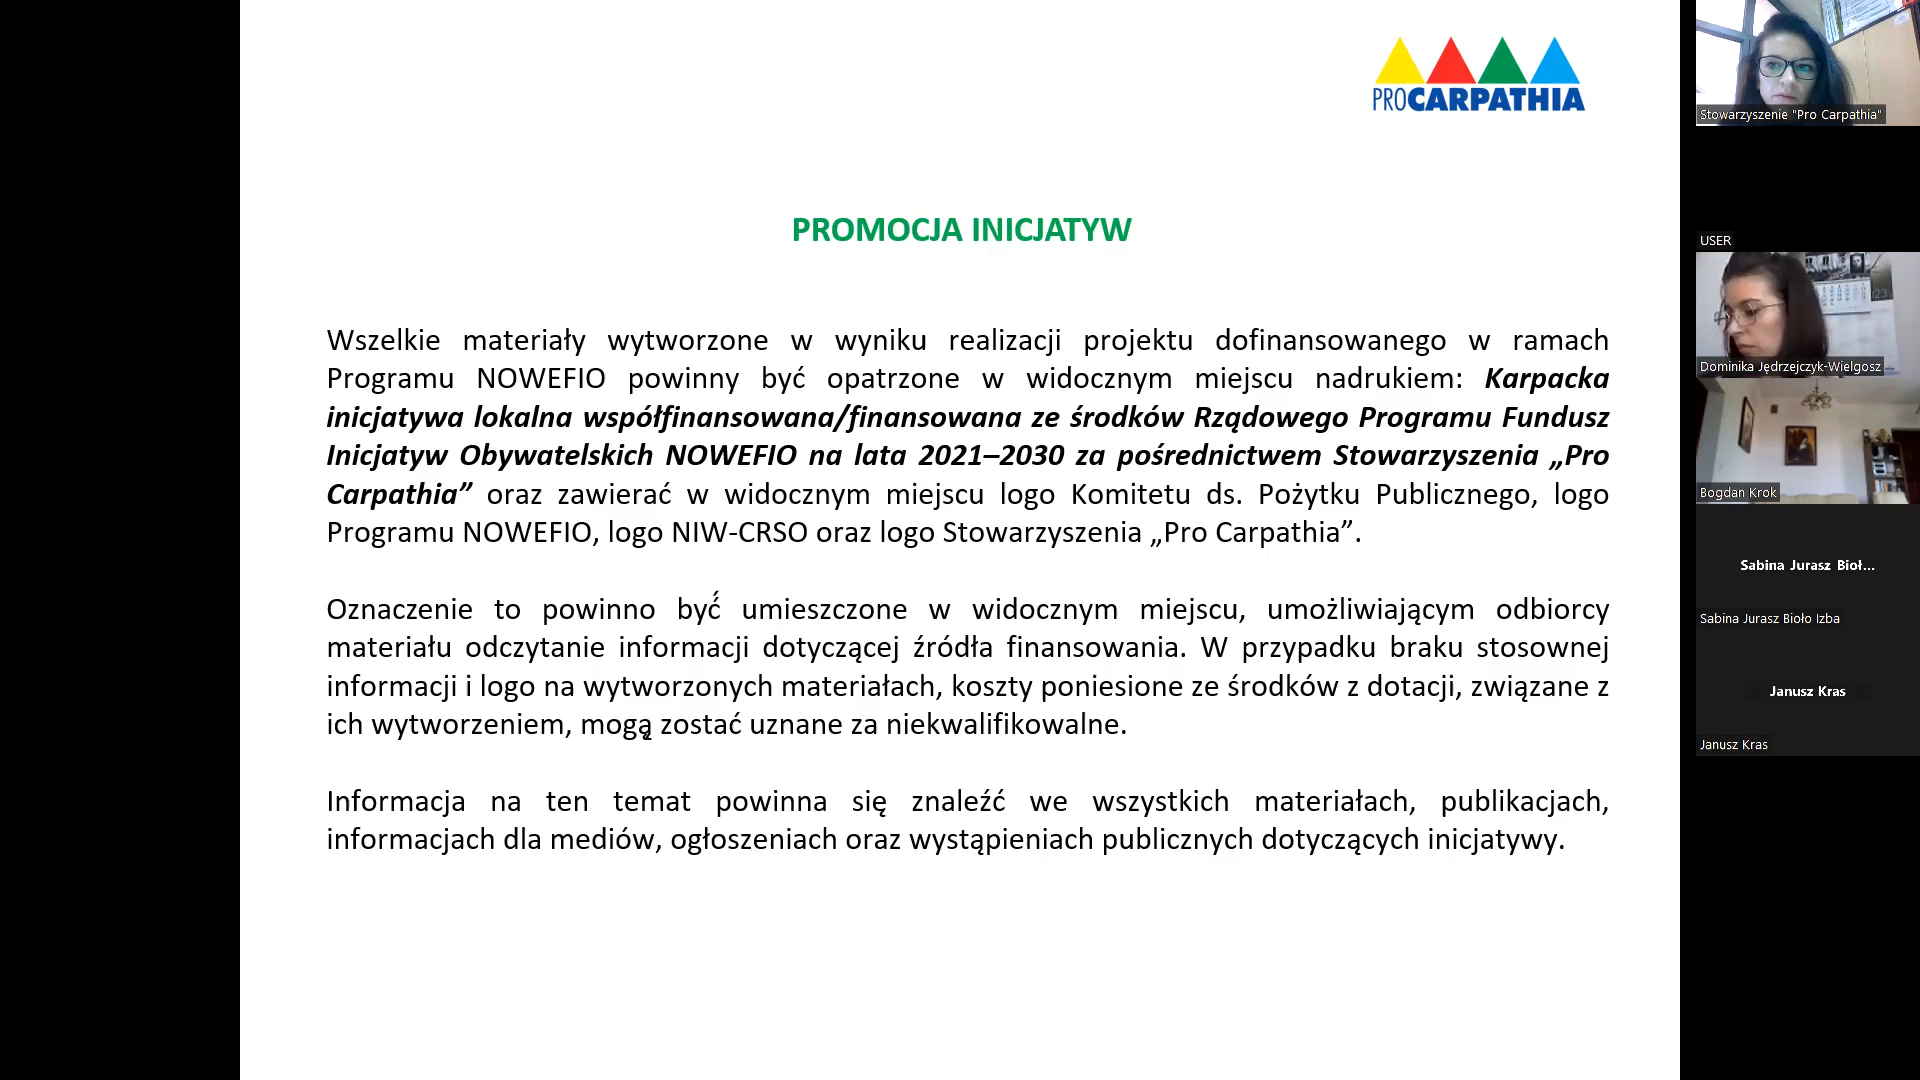 PROCARPATHIA
PROMOCJA INICJATYW
Wszelkie materiały wytworzone w wyniku realizacji projektu dofinansowanego w ramach
Programu NOWEFIO powinny być opatrzone w widocznym miejscu nadrukiem: Karpacka
inicjatywa lokalna współfinansowana/finansowana ze środków Rządowego Programu Fundusz
Inicjatyw Obywatelskich NOWEFIO na lata 2021–2030 za pośrednictwem Stowarzyszenia „Pro
Carpathia” oraz zawierać w widocznym miejscu logo Komitetu ds. Pożytku Publicznego, logo
Programu NOWEFIO, logo NIW-CRSO oraz logo Stowarzyszenia „Pro Carpathia”.
Oznaczenie to powinno być́ umieszczone w widocznym miejscu, umożliwiającym odbiorcy
materiału odczytanie informacji dotyczącej źródła finansowania. W przypadku braku stosownej
informacji i logo na wytworzonych materiałach, koszty poniesione ze środków z dotacji, związane z
ich wytworzeniem, mogą̨ zostać uznane za niekwalifikowalne.
Informacja na ten temat powinna się znaleźć we wszystkich materiałach, publikacjach,
informacjach dla mediów, ogłoszeniach oraz wystąpieniach publicznych dotyczących inicjatywy.
Stowarzyszenie "Pro Carpathia"
USER
Dominika Jędrzejczyk-Wielgosz
Bogdan Krok
Sabina Jurasz Bioł...
Sabina Jurasz Bioło Izba
Janusz Kras
Janusz Kras